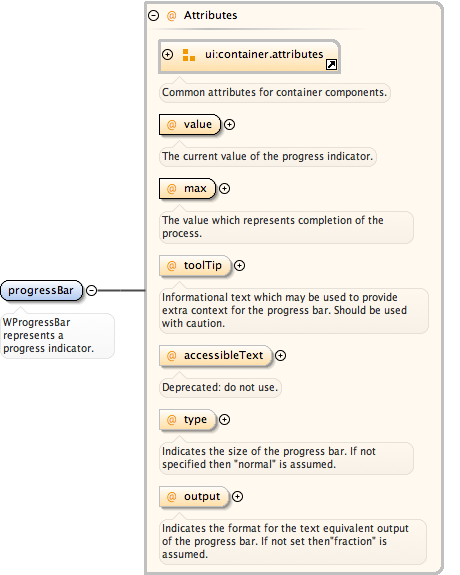 @ Attributes
ui:container.attributes
Common attributes for container components.
@ value
The current value of the progress indicator.
@ max
The value which represents completion of the
process.
@ toolTip
Informational text which may be used to provide
extra context for the progress bar. Should be used
with caution.
progressBar
WProgressBar
represents a
progress indicator.
@ accessibleText
Deprecated: do not use.
@ type
Indicates the size of the progress bar. If not
specified then "normal" is assumed.
@ output
Indicates the format for the text equivalent output
of the progress bar. If not set then"fraction" is
assumed.